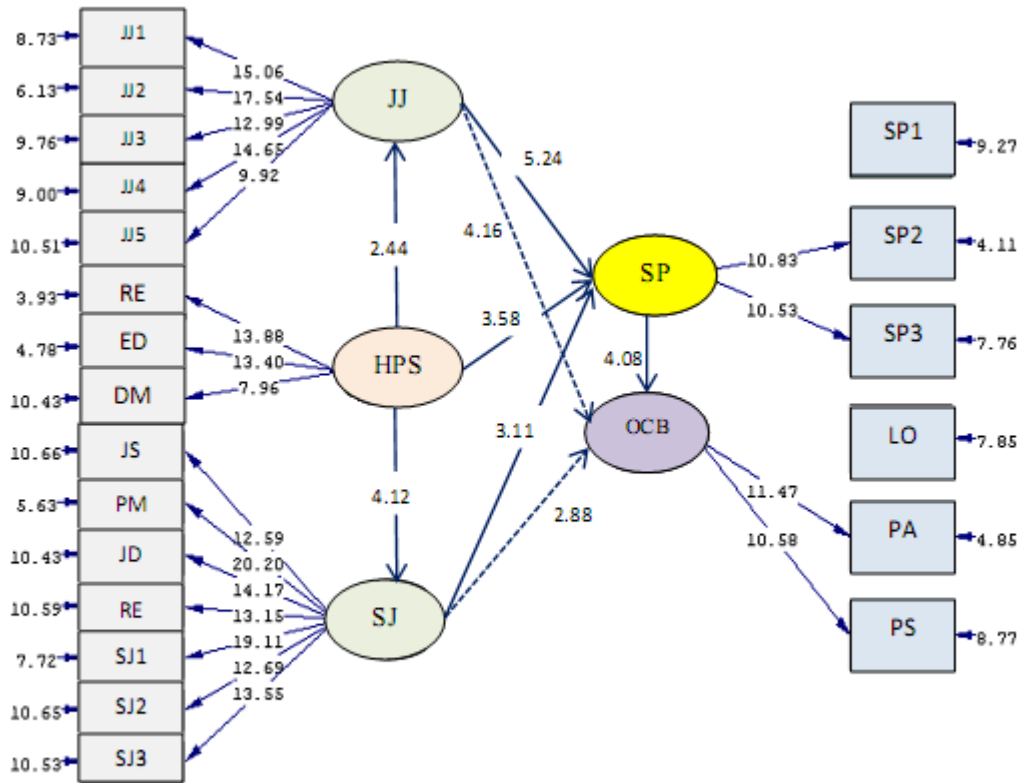 8.73 JJ1
6.13 JJ2
9.76 JJ3
9.00 JJ4
10.51 JJ5
3.93 RE
4.78 ED
10.43 DM
10.66 JS
5.63 PM
10.43 JD
10.59 RE
7.72 SJ1
10.65 SJ2
10.53 SJ3
15.06
17.54
12.99
14.65
9.92
13.88
13.40
7.96
12.59
20.20
14.17
13.15
19.11
12.69
13.55
JJ
2.44
HPS
4.12
SJ
5.24
4.16
3.58
3.11
2.88
SP
4.08
OCB
10.83
10.53
11.47
10.58
SP1 9.27
SP2 4.11
SP3 7.76
LO 7.85
PA 4.85
PS 8.77